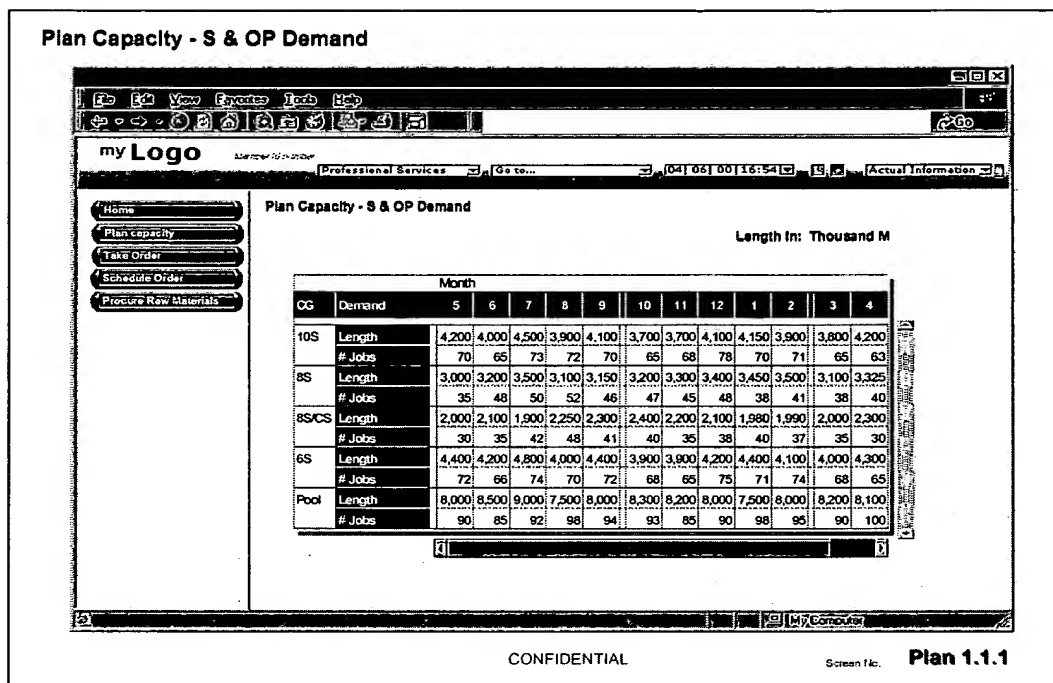 Plan Capacity - S & OP Demand
File Edit View Favorites Tools Help
Go
my Logo Member Id number
Professional Services Go to... 04 06 00 16:54 Actual Information
Home
Plan capacity
Take Order
Schedule Order
Procure Raw Materials
Plan Capacity - S & OP Demand
Length In: Thousand M
Month
CG Demand 5 6 7 8 9 10 11 12 1 2 3 4
10S Length 4,200 4,000 4,500 3,900 4,100 3,700 3,700 4,100 4,150 3,900 3,800 4,200
# Jobs 70 65 73 72 70 65 68 78 70 71 65 63
8S Length 3,000 3,200 3,500 3,100 3,150 3,200 3,300 3,400 3,450 3,500 3,100 3,325
# Jobs 35 48 50 52 46 47 45 48 38 41 38 40
8S/CS Length 2,000 2,100 1,900 2,250 2,300 2,400 2,200 2,100 1,980 1,990 2,000 2,300
# Jobs 30 35 42 48 41 40 35 38 40 37 35 30
6S Length 4,400 4,200 4,800 4,000 4,400 3,900 3,900 4,200 4,400 4,100 4,000 4,300
# Jobs 72 66 74 70 72 68 65 75 71 74 68 65
Pool Length 8,000 8,500 9,000 7,500 8,000 8,300 8,200 8,000 7,500 8,000 8,200 8,100
# Jobs 90 85 92 98 94 93 85 90 98 95 90 100
My Computer
CONFIDENTIAL
Screen No. Plan 1.1.1